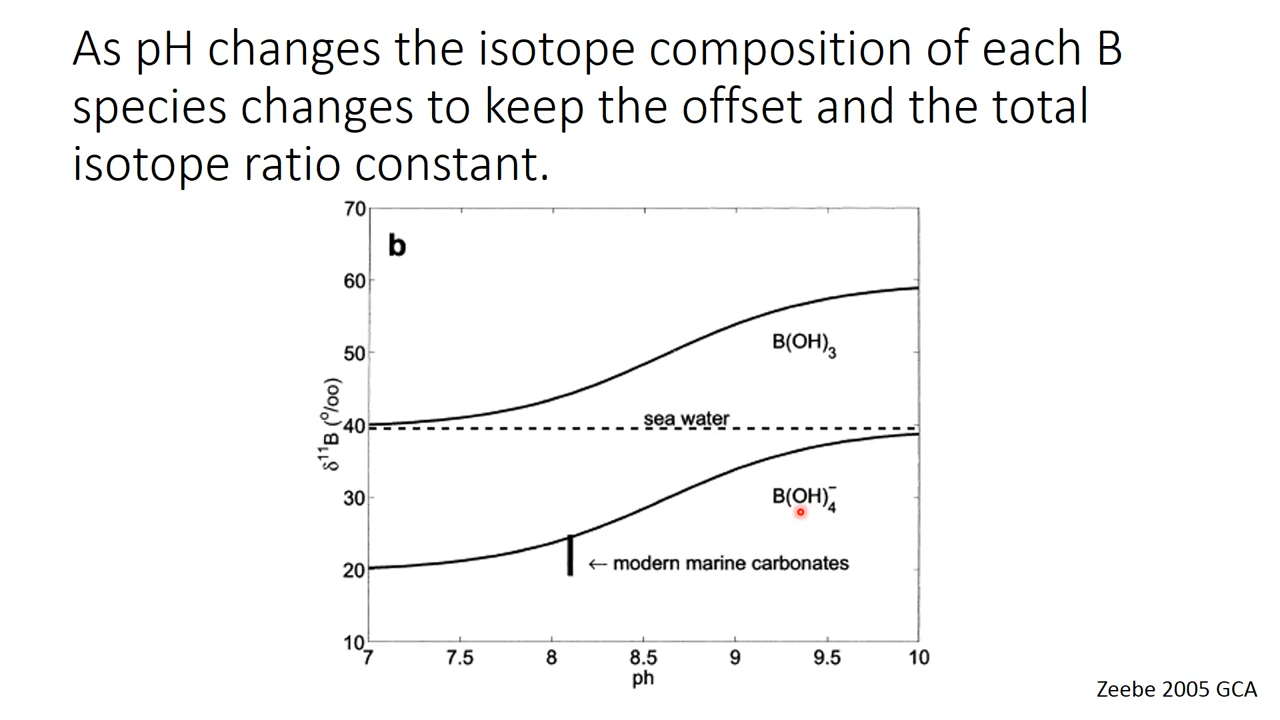 As pH changes the isotope composition of each B
species changes to keep the offset and the total
isotope ratio constant.
70
b
60
B(OH)₃
50
sea water
40
δ¹¹B (°/oo)
B(OH)₄⁻
30
← modern marine carbonates
20
10
7 7.5 8 8.5 9 9.5 10
ph
Zeebe 2005 GCA